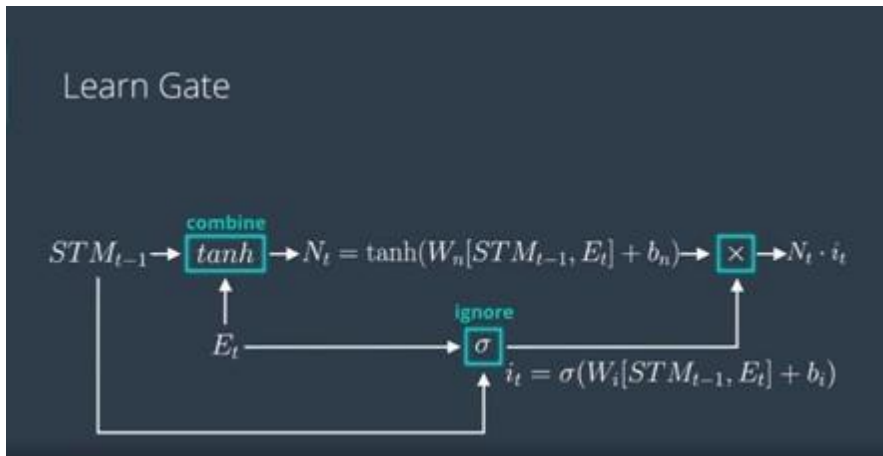 Learn Gate
combine
STM_{t-1} → tanh → N_t = tanh(W_n[STM_{t-1}, E_t] + b_n) → × → N_t · i_t
ignore
E_t → σ
i_t = σ(W_i[STM_{t-1}, E_t] + b_i)